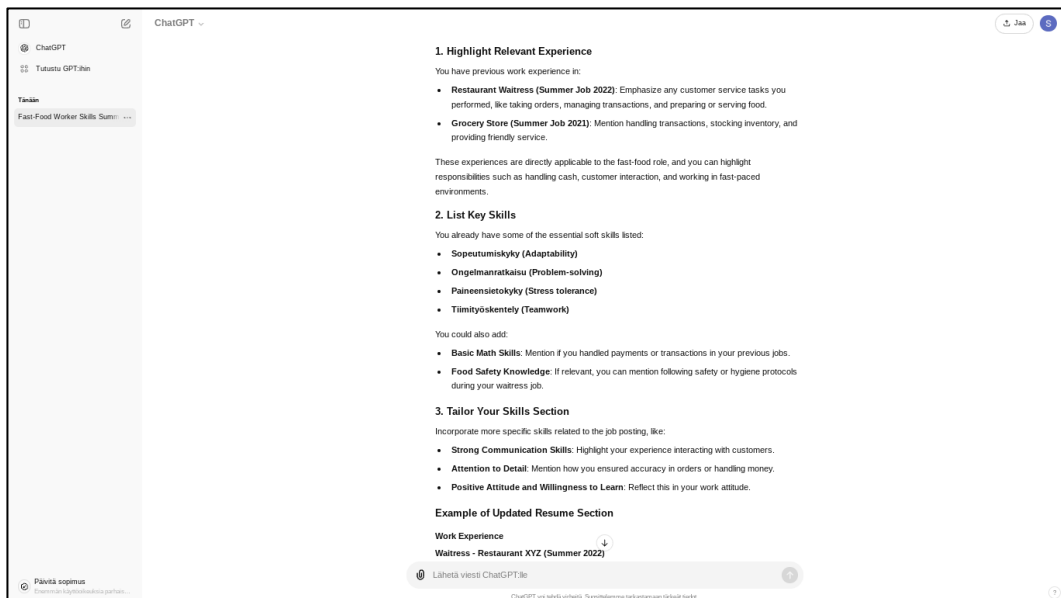 ChatGPT
Jaa
S
ChatGPT
Tutustu GPT:ihin
Tänään
Fast-Food Worker Skills Summ
1. Highlight Relevant Experience
You have previous work experience in:
Restaurant Waitress (Summer Job 2022): Emphasize any customer service tasks you
performed, like taking orders, managing transactions, and preparing or serving food.
Grocery Store (Summer Job 2021): Mention handling transactions, stocking inventory, and
providing friendly service.
These experiences are directly applicable to the fast-food role, and you can highlight
responsibilities such as handling cash, customer interaction, and working in fast-paced
environments.
2. List Key Skills
You already have some of the essential soft skills listed:
Sopeutumiskyky (Adaptability)
Ongelmanratkaisu (Problem-solving)
Paineensietokyky (Stress tolerance)
Tiimityöskentely (Teamwork)
You could also add:
Basic Math Skills: Mention if you handled payments or transactions in your previous jobs.
Food Safety Knowledge: If relevant, you can mention following safety or hygiene protocols
during your waitress job.
3. Tailor Your Skills Section
Incorporate more specific skills related to the job posting, like:
Strong Communication Skills: Highlight your experience interacting with customers.
Attention to Detail: Mention how you ensured accuracy in orders or handling money.
Positive Attitude and Willingness to Learn: Reflect this in your work attitude.
Example of Updated Resume Section
Work Experience
Waitress - Restaurant XYZ (Summer 2022)
Päivitä sopimus
Lähetä viesti ChatGPT:lle
?